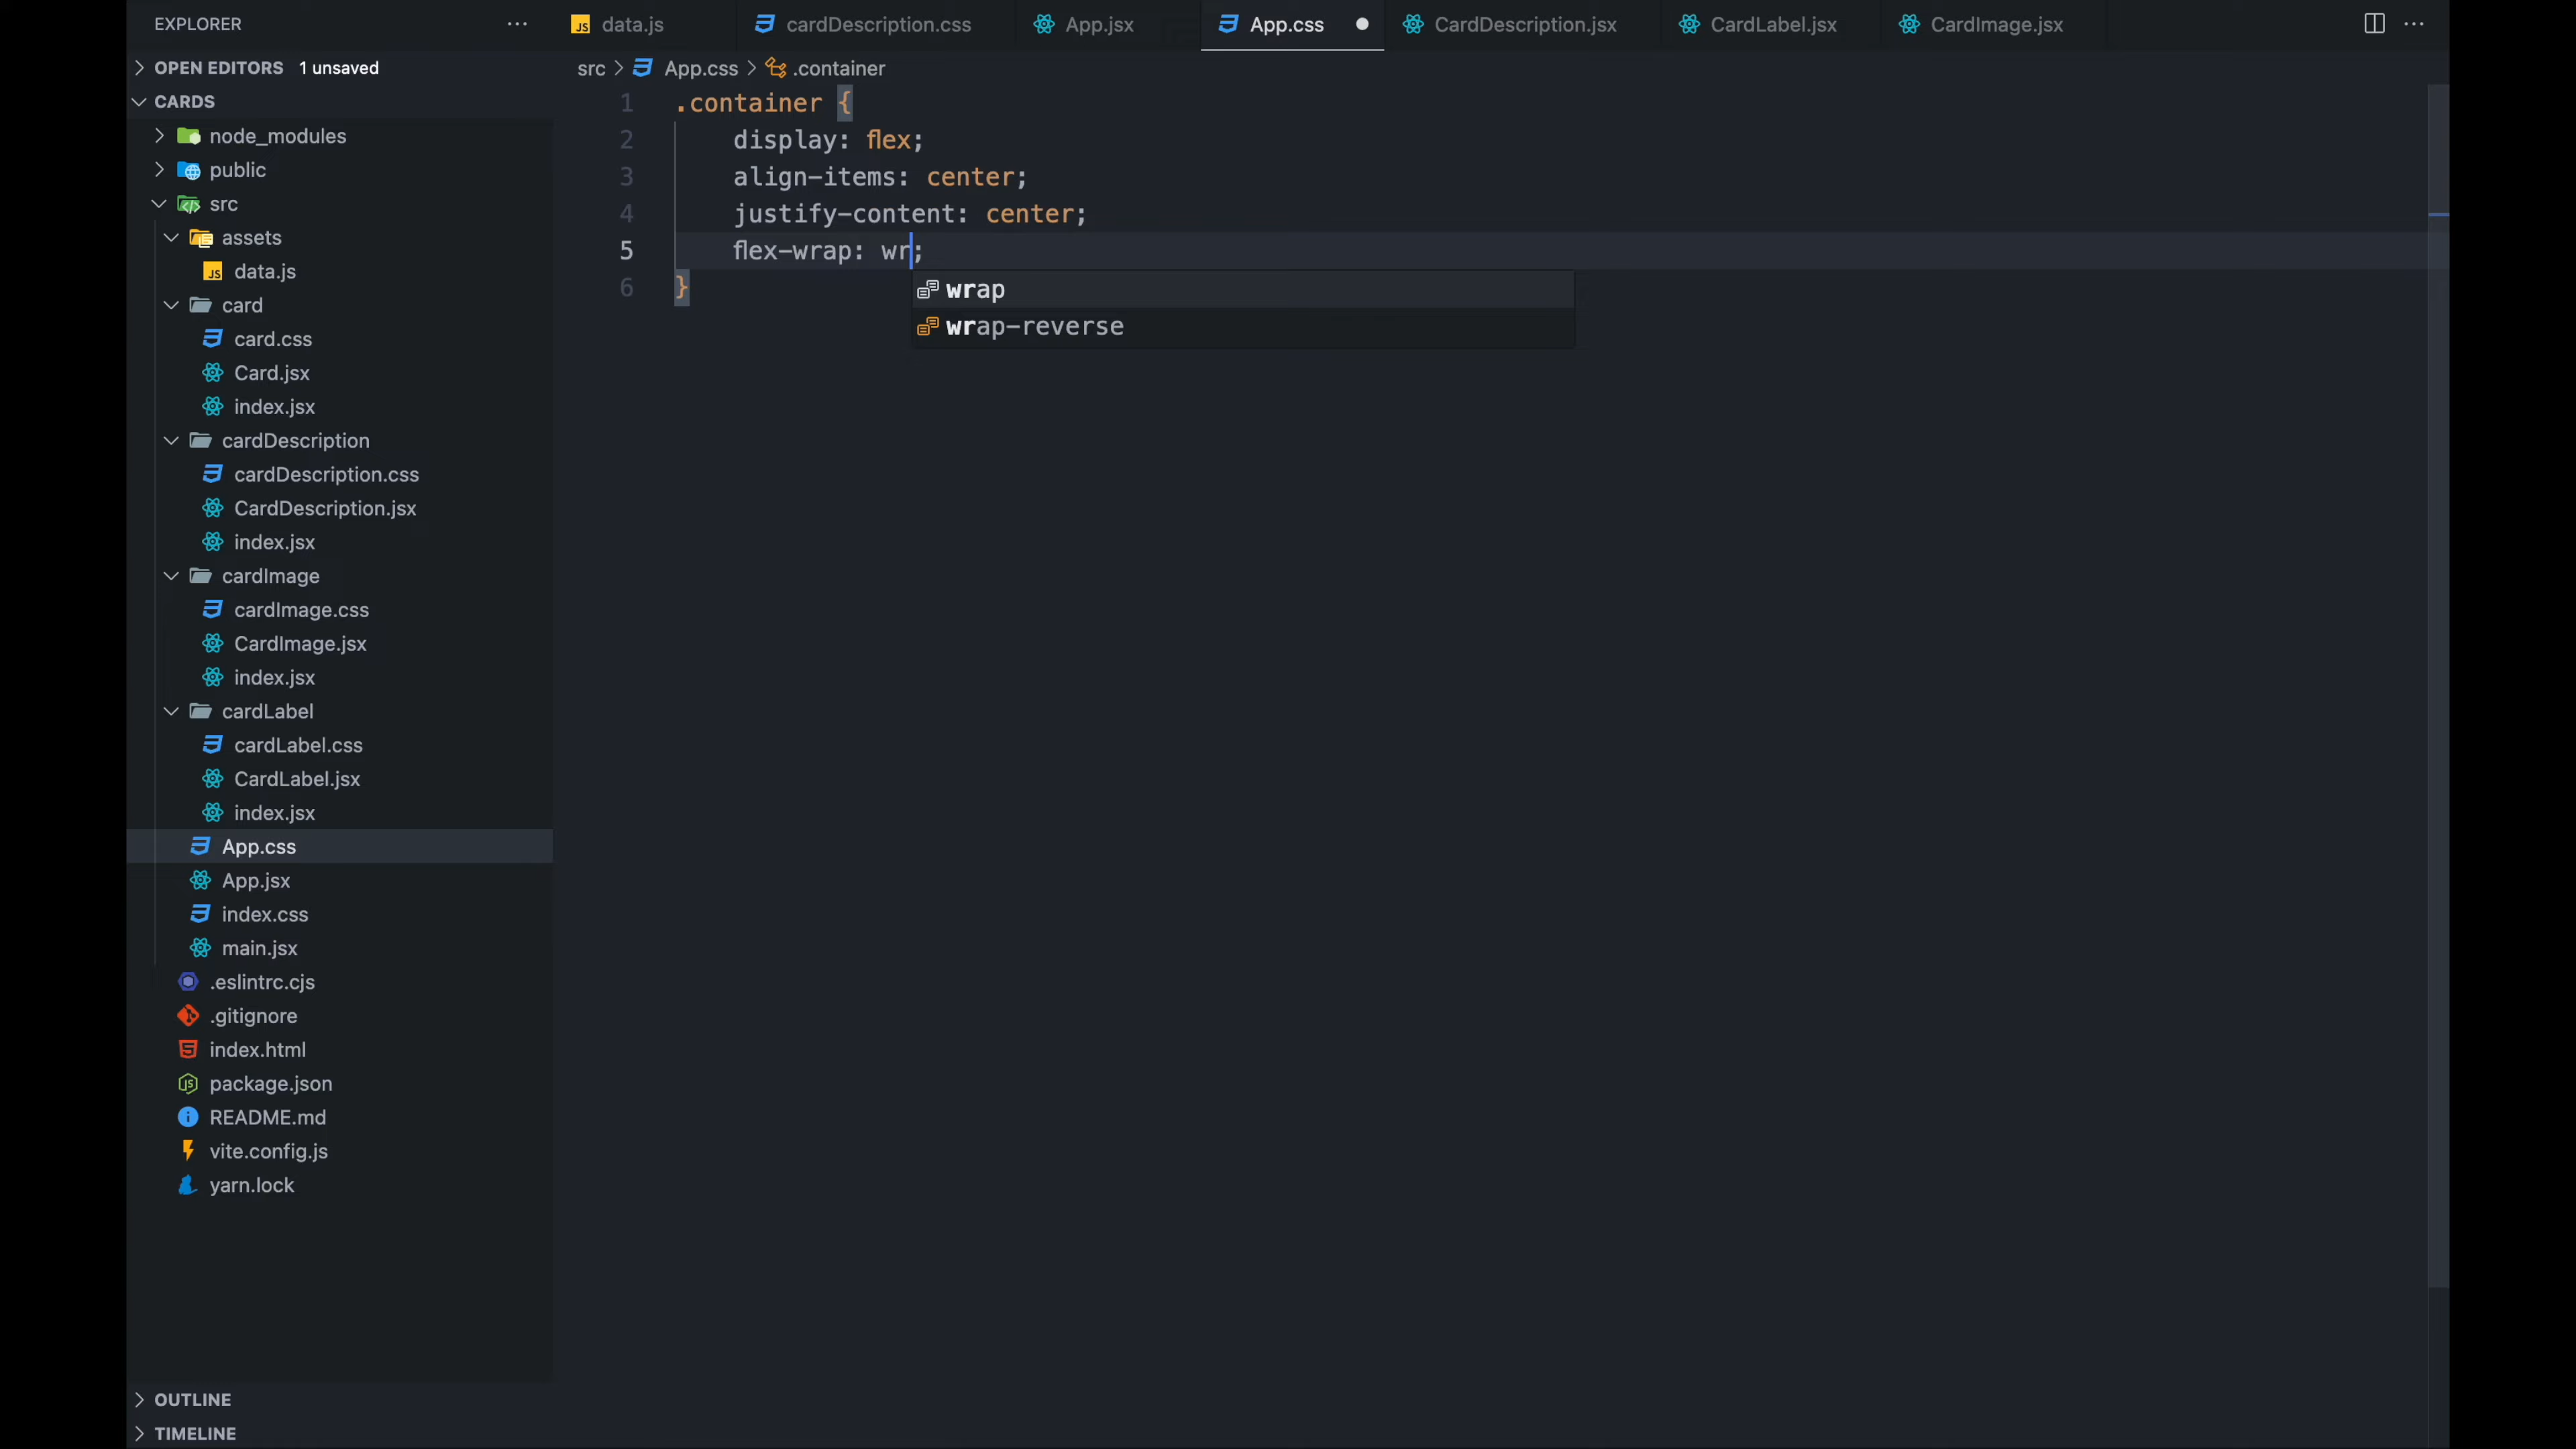 EXPLORER
data.js
cardDescription.css
App.jsx
App.css
CardDescription.jsx
CardLabel.jsx
CardImage.jsx
OPEN EDITORS 1 unsaved
src > App.css > .container
CARDS
node_modules
public
src
assets
data.js
card
card.css
Card.jsx
index.jsx
cardDescription
cardDescription.css
CardDescription.jsx
index.jsx
cardImage
cardImage.css
CardImage.jsx
index.jsx
cardLabel
cardLabel.css
CardLabel.jsx
index.jsx
App.css
App.jsx
index.css
main.jsx
.eslintrc.cjs
.gitignore
index.html
package.json
README.md
vite.config.js
yarn.lock
OUTLINE
TIMELINE
1 .container {
2 display: flex;
3 align-items: center;
4 justify-content: center;
5 flex-wrap: wr;
6 }
wrap
wrap-reverse